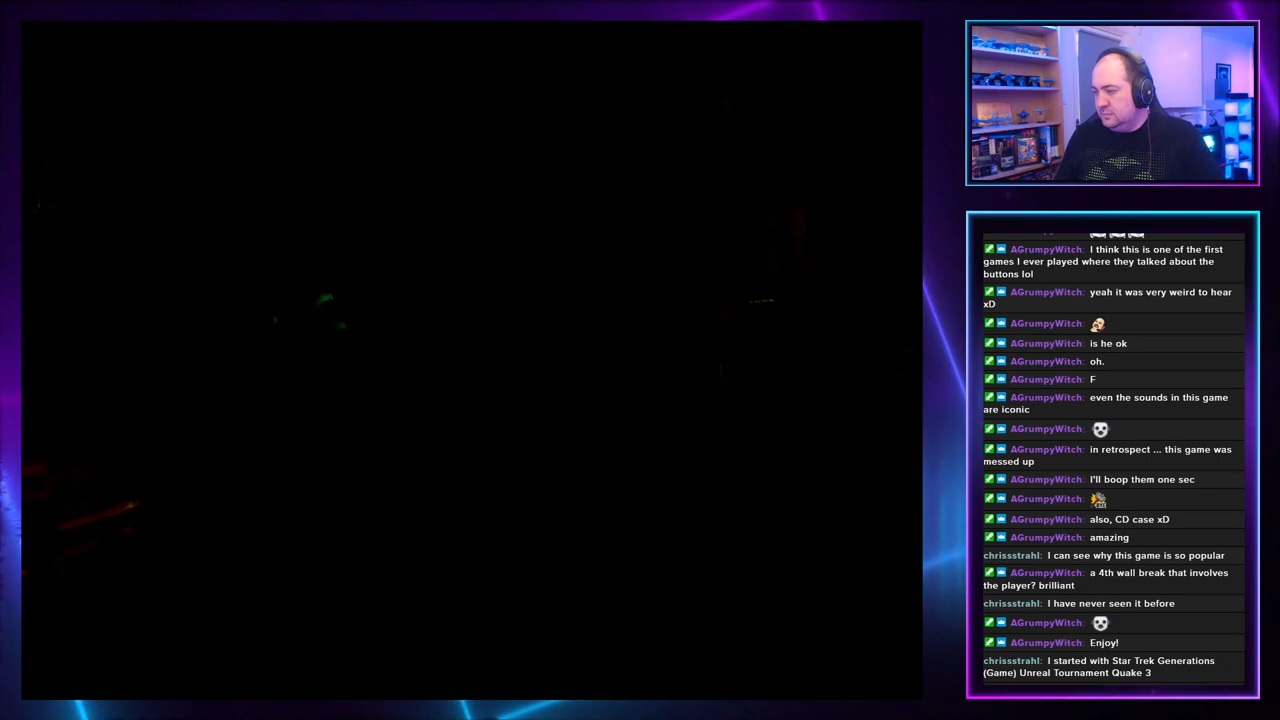 AGrumpyWitch: I think this is one of the first
games I ever played where they talked about the
buttons lol
AGrumpyWitch: yeah it was very weird to hear
xD
AGrumpyWitch:
AGrumpyWitch: is he ok
AGrumpyWitch: oh.
AGrumpyWitch: F
AGrumpyWitch: even the sounds in this game
are iconic
AGrumpyWitch:
AGrumpyWitch: in retrospect ... this game was
messed up
AGrumpyWitch: I'll boop them one sec
AGrumpyWitch:
AGrumpyWitch: also, CD case xD
AGrumpyWitch: amazing
chrissstrahl: I can see why this game is so popular
AGrumpyWitch: a 4th wall break that involves
the player? brilliant
chrissstrahl: I have never seen it before
AGrumpyWitch:
AGrumpyWitch: Enjoy!
chrissstrahl: I started with Star Trek Generations
(Game) Unreal Tournament Quake 3